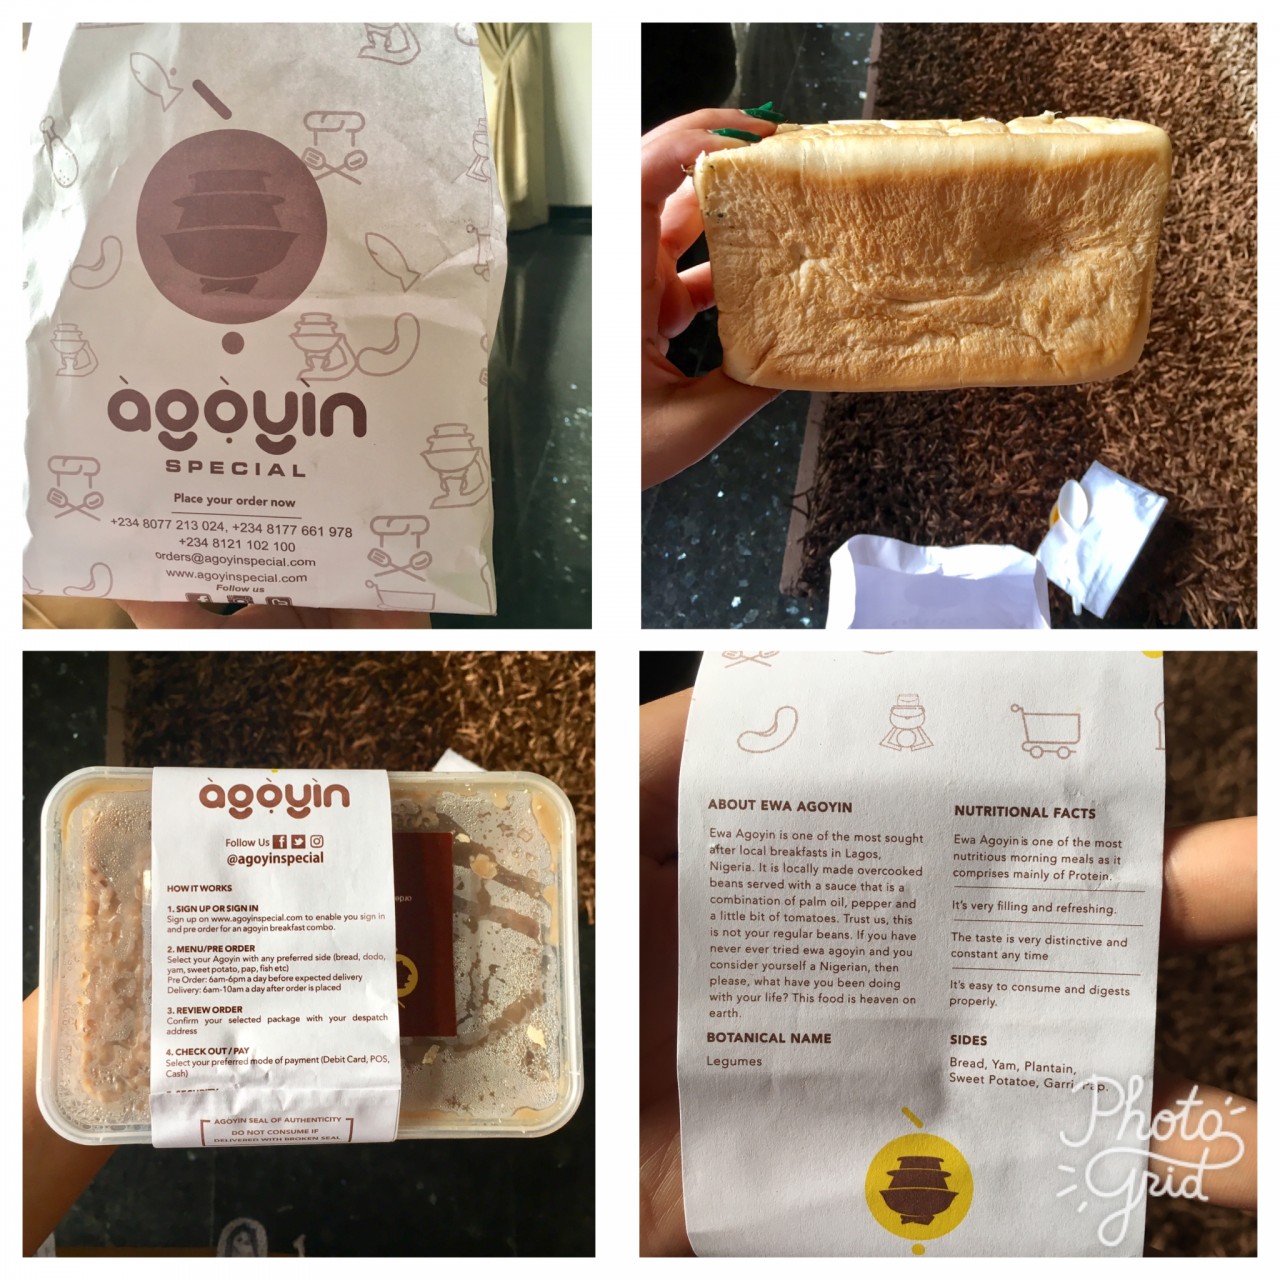 àgọ̀yìn
SPECIAL
Place your order now
+234 8077 213 024, +234 8177 661 978
+234 8121 102 100
orders@agoyinspecial.com
www.agoyinspecial.com
Follow us
àgọ̀yìn
Follow Us
@agoyinspecial
HOW IT WORKS
1. SIGN UP OR SIGN IN
Sign up on www.agoyinspecial.com to enable you sign in
and pre order for an agoyin breakfast combo.
2. MENU/PRE ORDER
Select your Agoyin with any preferred side (bread, dodo,
yam, sweet potato, pap, fish etc)
Pre Order: 6am-6pm a day before expected delivery
Delivery: 6am-10am a day after order is placed
3. REVIEW ORDER
Confirm your selected package with your despatch
address
4. CHECK OUT / PAY
Select your preferred mode of payment (Debit Card, POS,
Cash)
AGOYIN SEAL OF AUTHENTICITY
DO NOT CONSUME IF
DELIVERED WITH BROKEN SEAL
ABOUT EWA AGOYIN
Ewa Agoyin is one of the most sought
after local breakfasts in Lagos,
Nigeria. It is locally made overcooked
beans served with a sauce that is a
combination of palm oil, pepper and
a little bit of tomatoes. Trust us, this
is not your regular beans. If you have
never ever tried ewa agoyin and you
consider yourself a Nigerian, then
please, what have you been doing
with your life? This food is heaven on
earth.
BOTANICAL NAME
Legumes
NUTRITIONAL FACTS
Ewa Agoyin is one of the most
nutritious morning meals as it
comprises mainly of Protein.
It's very filling and refreshing.
The taste is very distinctive and
constant any time
It's easy to consume and digests
properly.
SIDES
Bread, Yam, Plantain,
Sweet Potatoe, Garri, Pap.
Photo
Grid